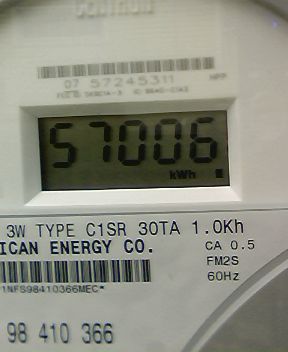 07 57245311
57006
kWh
3W TYPE C1SR 30TA 1.0Kh
ICAN ENERGY CO.
CA 0.5
FM2S
60Hz
1NFS98410366MEC*
98 410 366